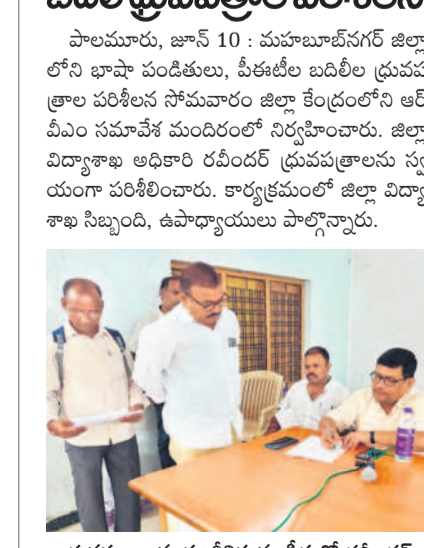 పాలమూరు, జూన్ 10 : మహబూబ్‌నగర్ జిల్లా
లోని భాషా పండితులు, పీఈటీల బదిలీల ధ్రువప
త్రాల పరిశీలన సోమవారం జిల్లా కేంద్రంలోని ఆర్
వీఎం సమావేశ మందిరంలో నిర్వహించారు. జిల్లా
విద్యాశాఖ అధికారి రవీందర్ ధ్రువపత్రాలను స్వ
యంగా పరిశీలించారు. కార్యక్రమంలో జిల్లా విద్యా
శాఖ సిబ్బంది, ఉపాధ్యాయులు పాల్గొన్నారు.